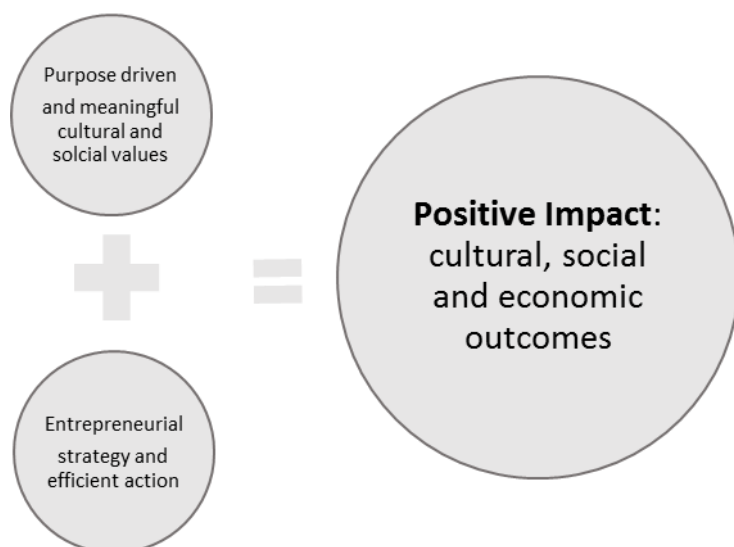 Purpose driven
and meaningful
cultural and
solcial values
Entrepreneurial
strategy and
efficient action
Positive Impact:
cultural, social
and economic
outcomes